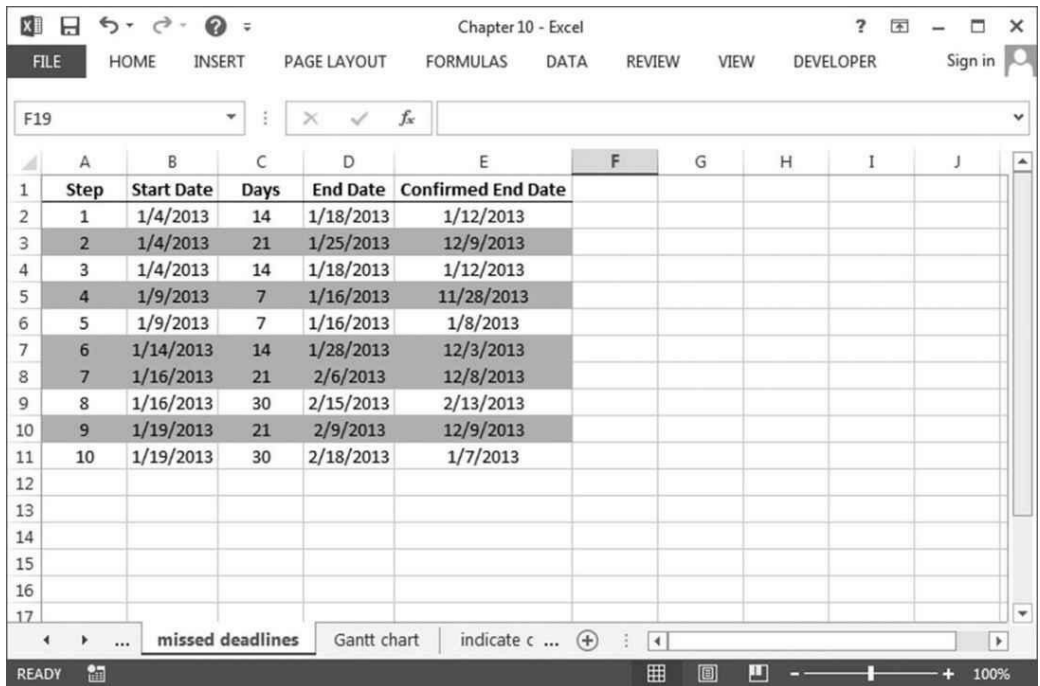 Chapter 10 - Excel
FILE HOME INSERT PAGE LAYOUT FORMULAS DATA REVIEW VIEW DEVELOPER Sign in
F19 fx
A B C D E F G H I J
1 Step Start Date Days End Date Confirmed End Date
2 1 1/4/2013 14 1/18/2013 1/12/2013
3 2 1/4/2013 21 1/25/2013 12/9/2013
4 3 1/4/2013 14 1/18/2013 1/12/2013
5 4 1/9/2013 7 1/16/2013 11/28/2013
6 5 1/9/2013 7 1/16/2013 1/8/2013
7 6 1/14/2013 14 1/28/2013 12/3/2013
8 7 1/16/2013 21 2/6/2013 12/8/2013
9 8 1/16/2013 30 2/15/2013 2/13/2013
10 9 1/19/2013 21 2/9/2013 12/9/2013
11 10 1/19/2013 30 2/18/2013 1/7/2013
12
13
14
15
16
17
... missed deadlines Gantt chart indicate c ...
READY 100%